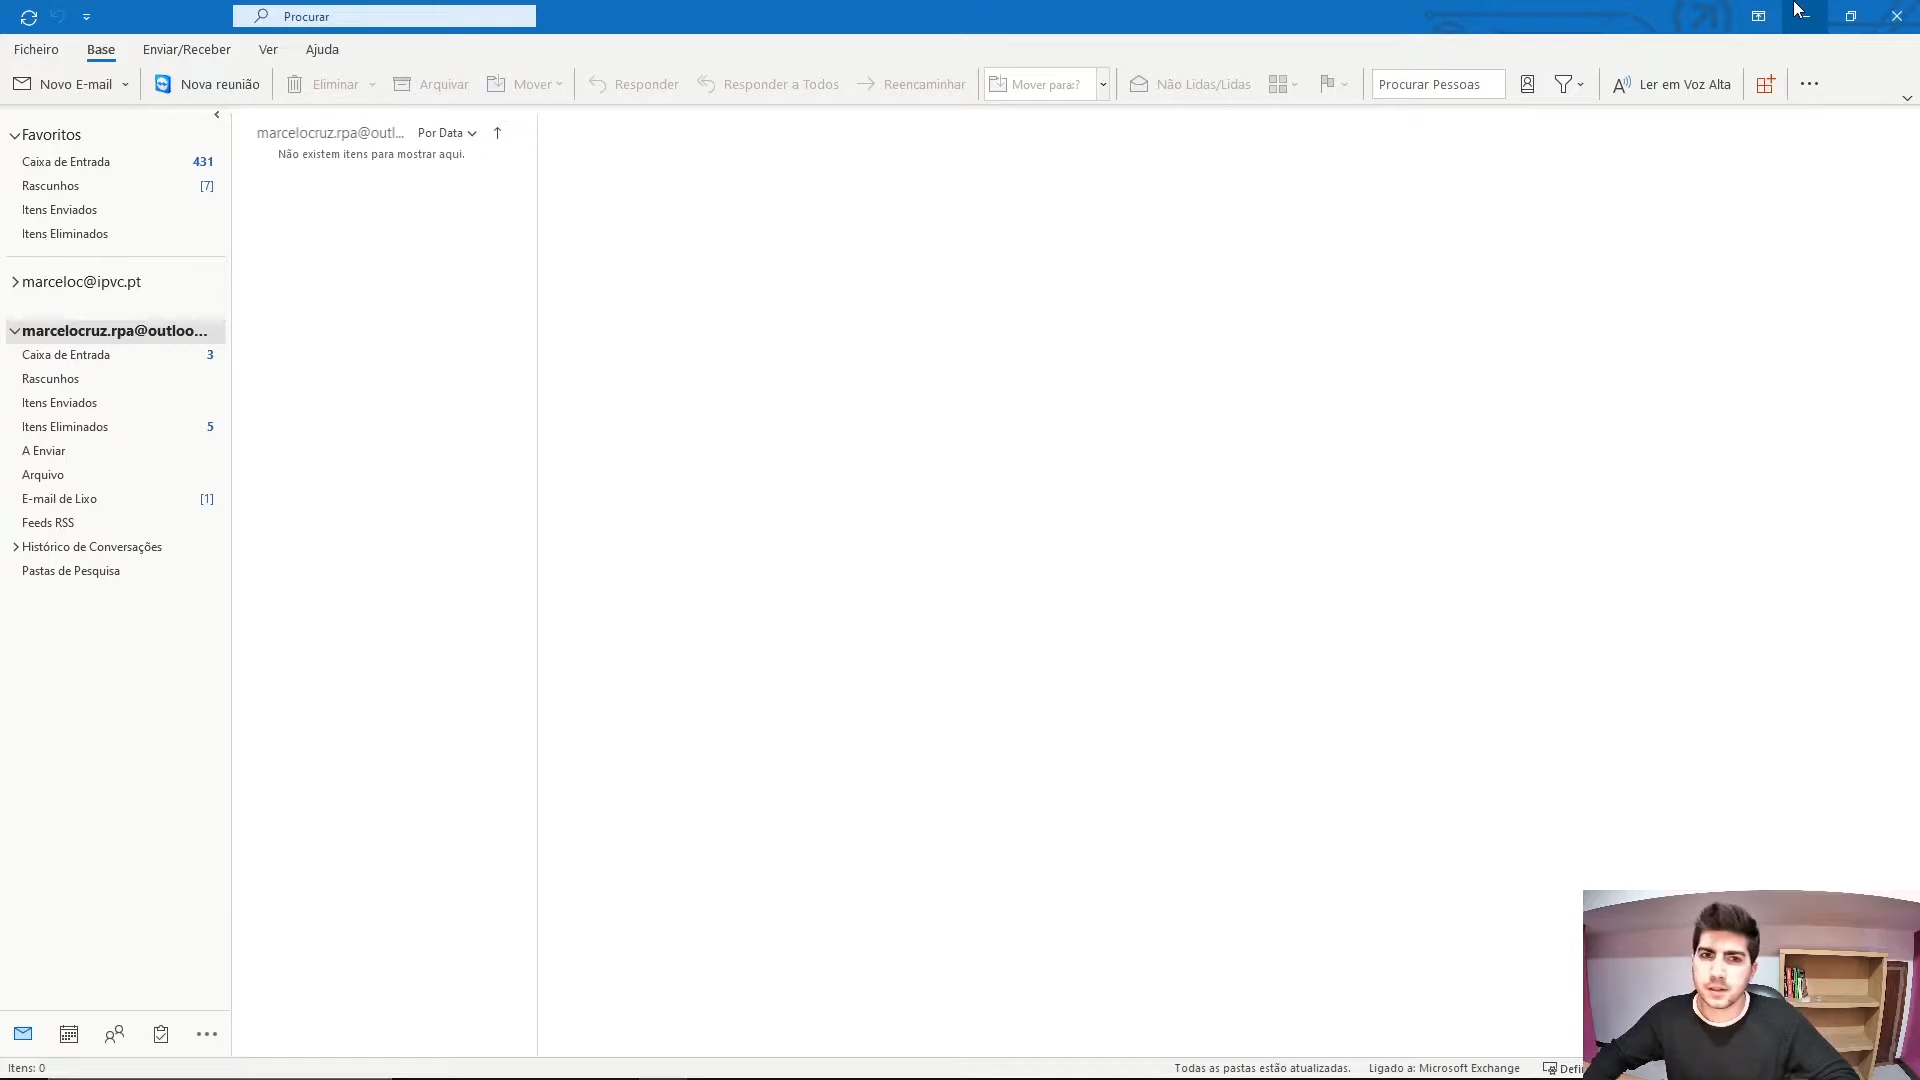 Procurar
Ficheiro Base Enviar/Receber Ver Ajuda
Novo E-mail Nova reunião Eliminar Arquivar Mover Responder Responder a Todos Reencaminhar Mover para:? Não Lidas/Lidas Procurar Pessoas Ler em Voz Alta
Favoritos
Caixa de Entrada 431
Rascunhos [7]
Itens Enviados
Itens Eliminados
marceloc@ipvc.pt
marcelocruz.rpa@outloo...
Caixa de Entrada 3
Rascunhos
Itens Enviados
Itens Eliminados 5
A Enviar
Arquivo
E-mail de Lixo [1]
Feeds RSS
Histórico de Conversações
Pastas de Pesquisa
marcelocruz.rpa@outl... Por Data
Não existem itens para mostrar aqui.
Itens: 0 Todas as pastas estão atualizadas. Ligado a: Microsoft Exchange Defi